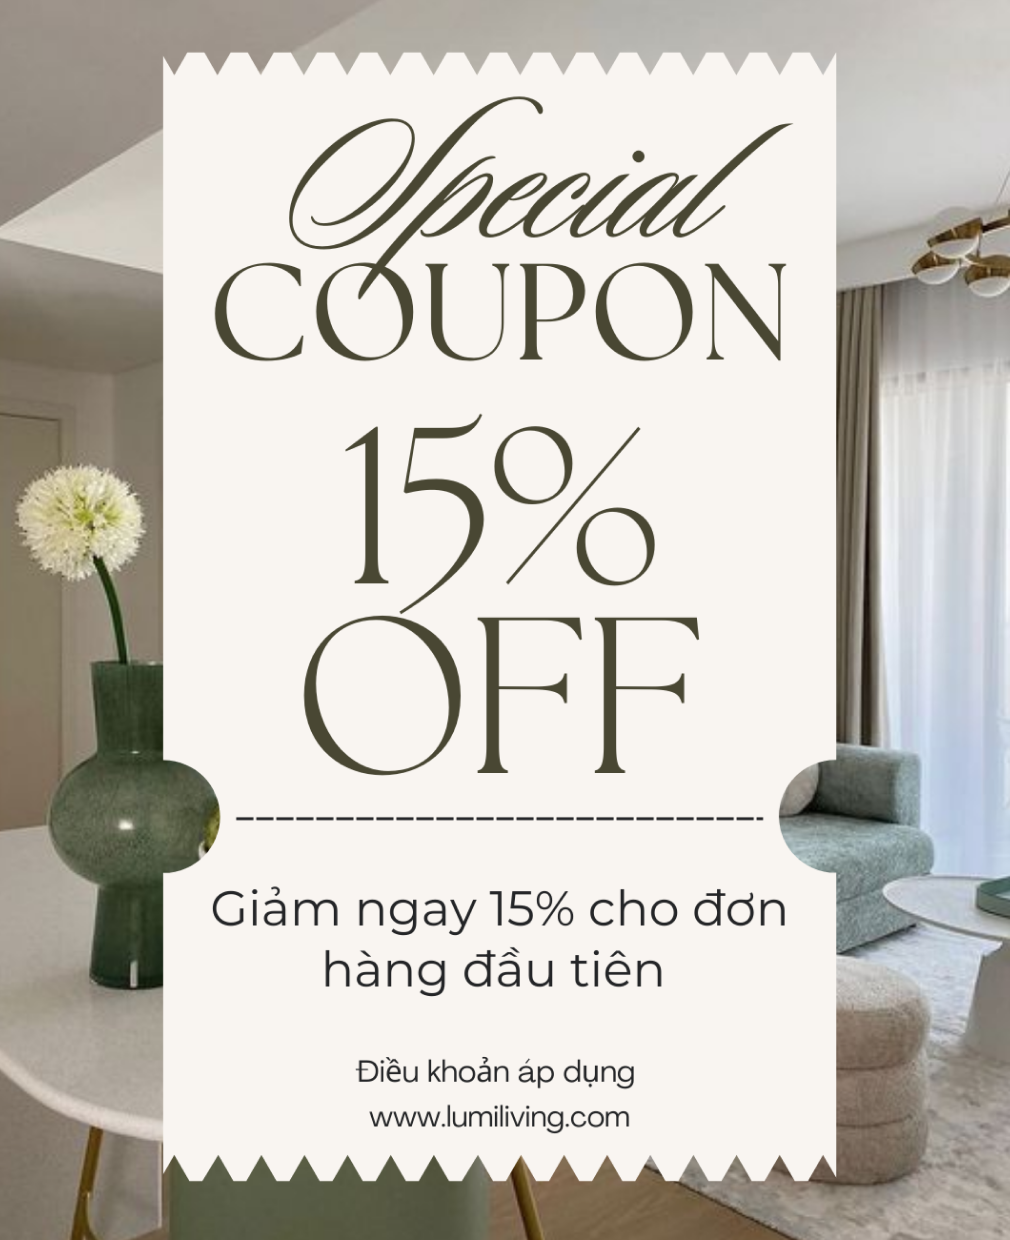 Special
COUPON
15%
OFF
Giảm ngay 15% cho đơn
hàng đầu tiên
Điều khoản áp dụng
www.lumiliving.com